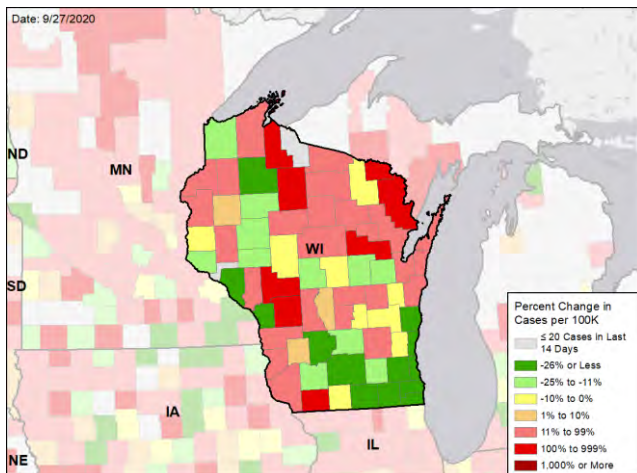 Date: 9/27/2020
ND
MN
WI
SD
IA
IL
NE
Percent Change in
Cases per 100K
≤ 20 Cases in Last
14 Days
-26% or Less
-25% to -11%
-10% to 0%
1% to 10%
11% to 99%
100% to 999%
1,000% or More